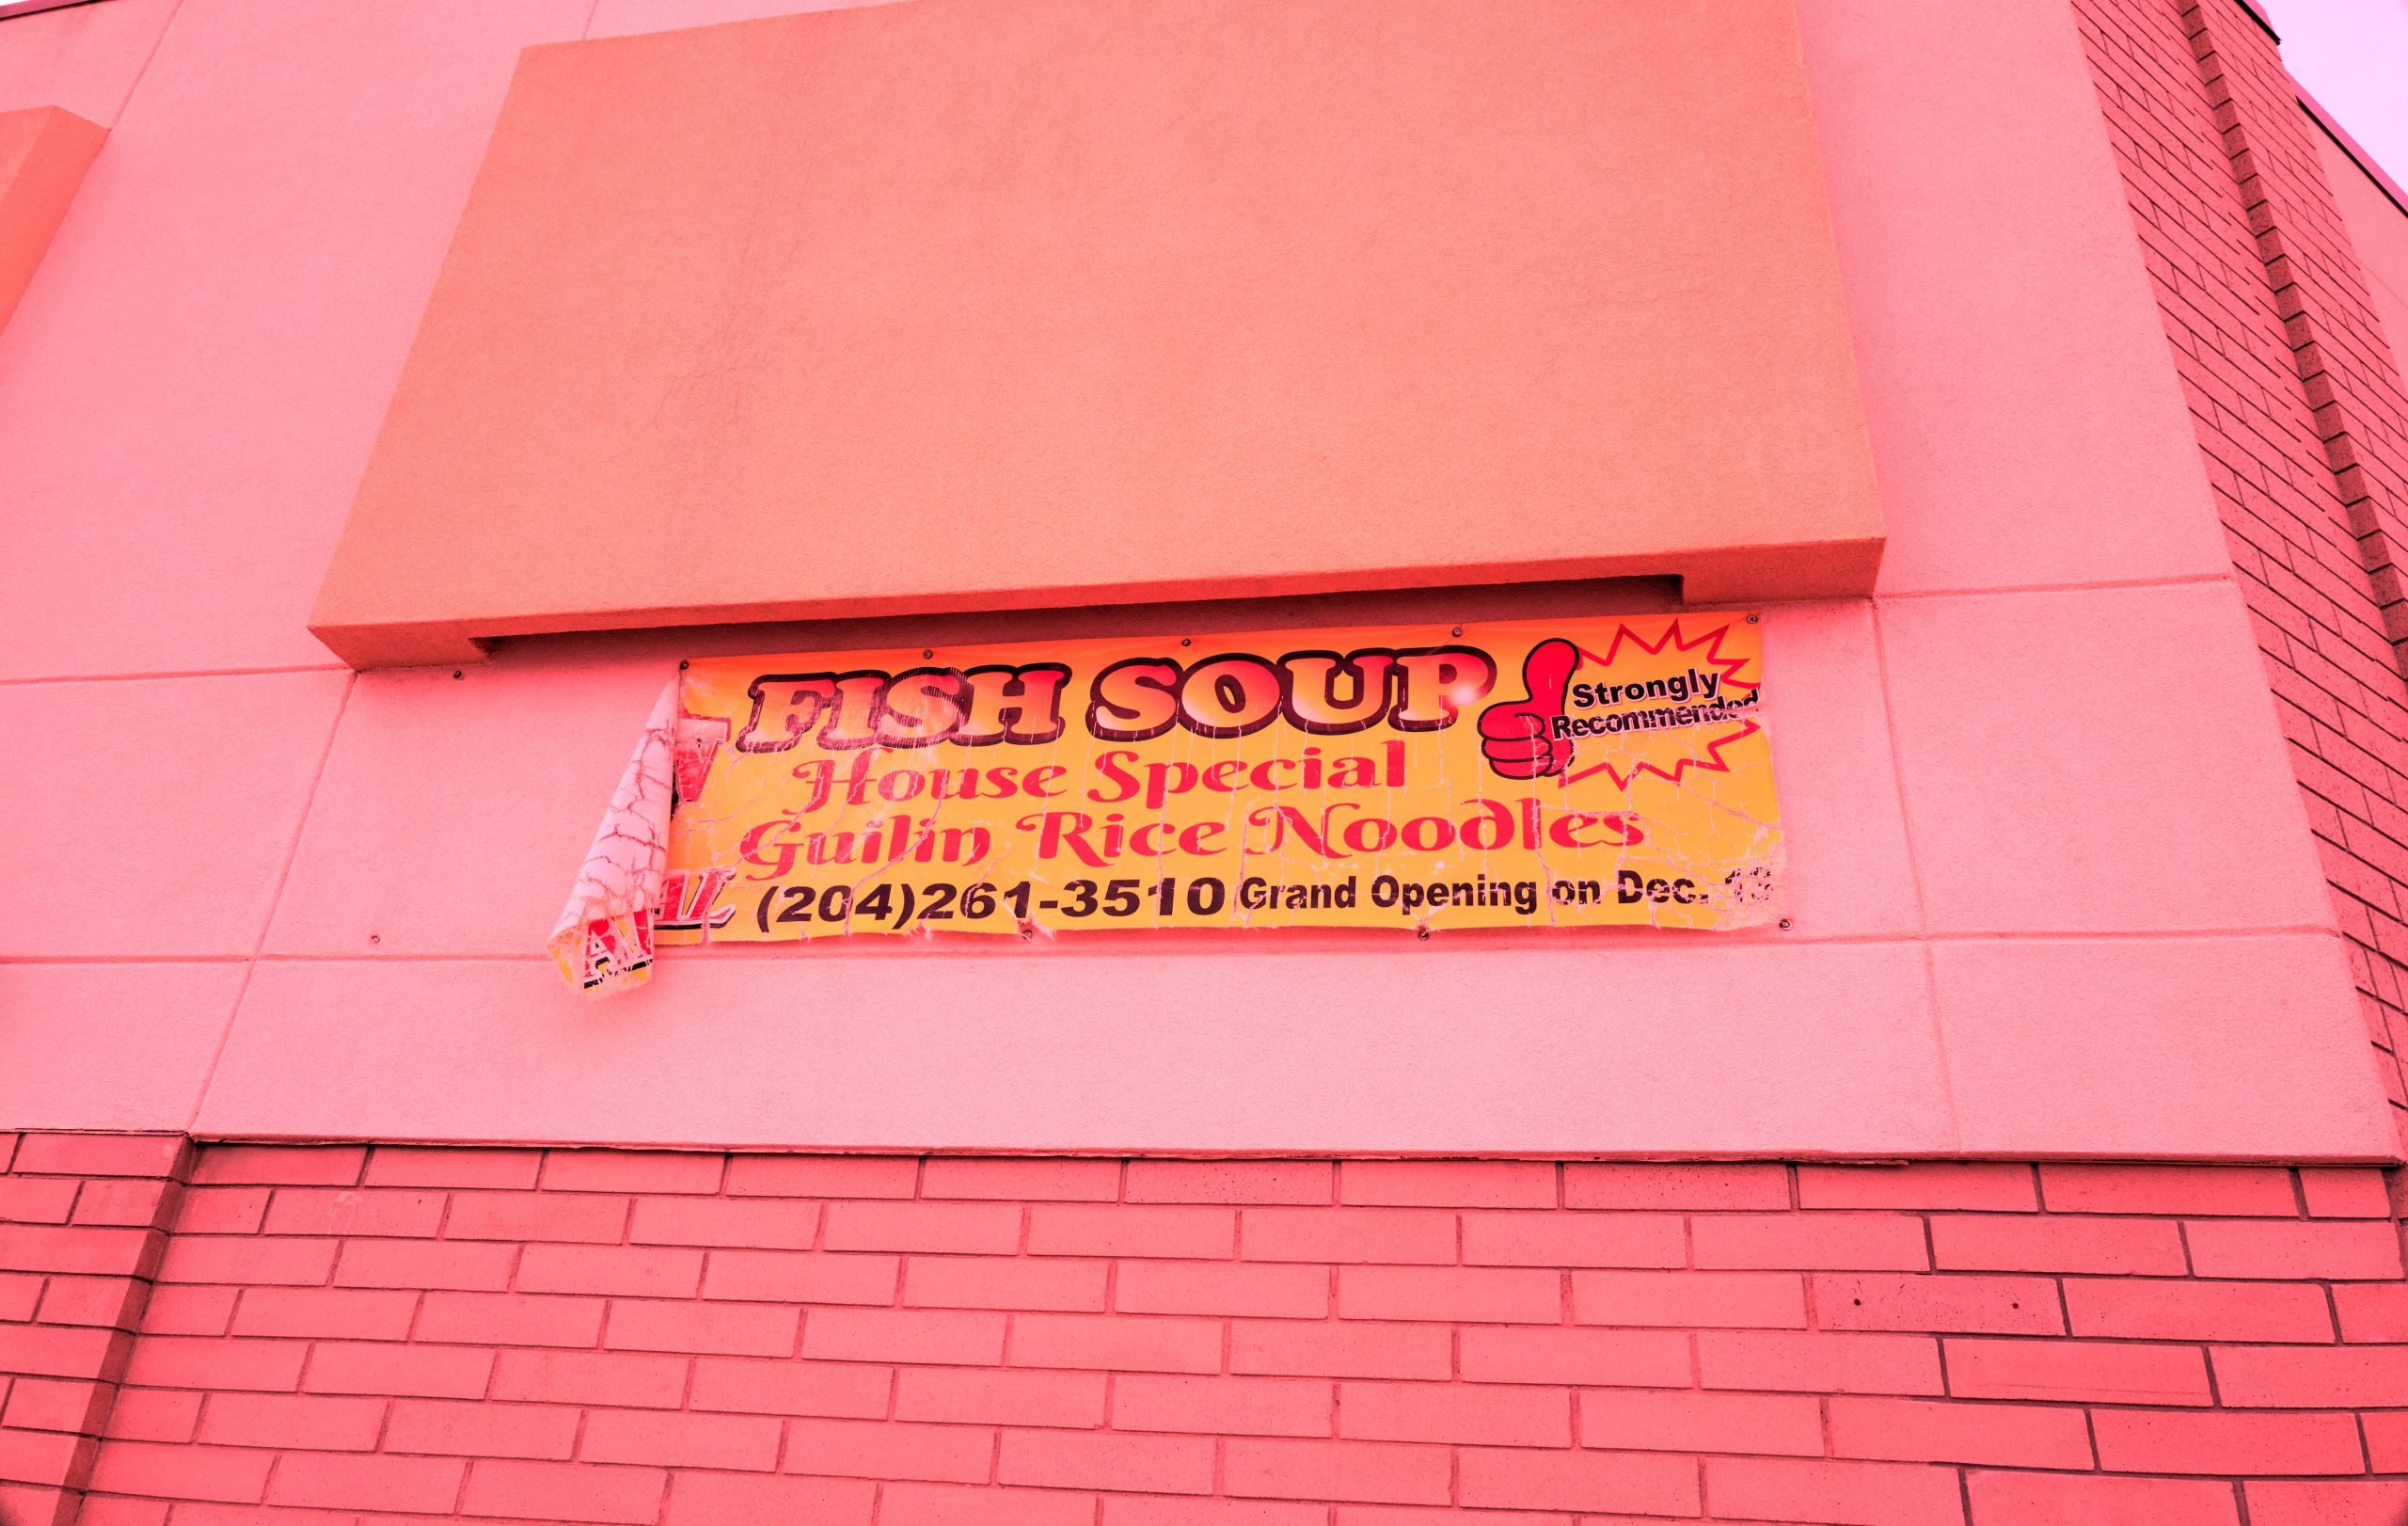 FISH SOUP
Strongly
Recommended
House Special
Guilin Rice Noodles
(204)261-3510 Grand Opening on Dec.